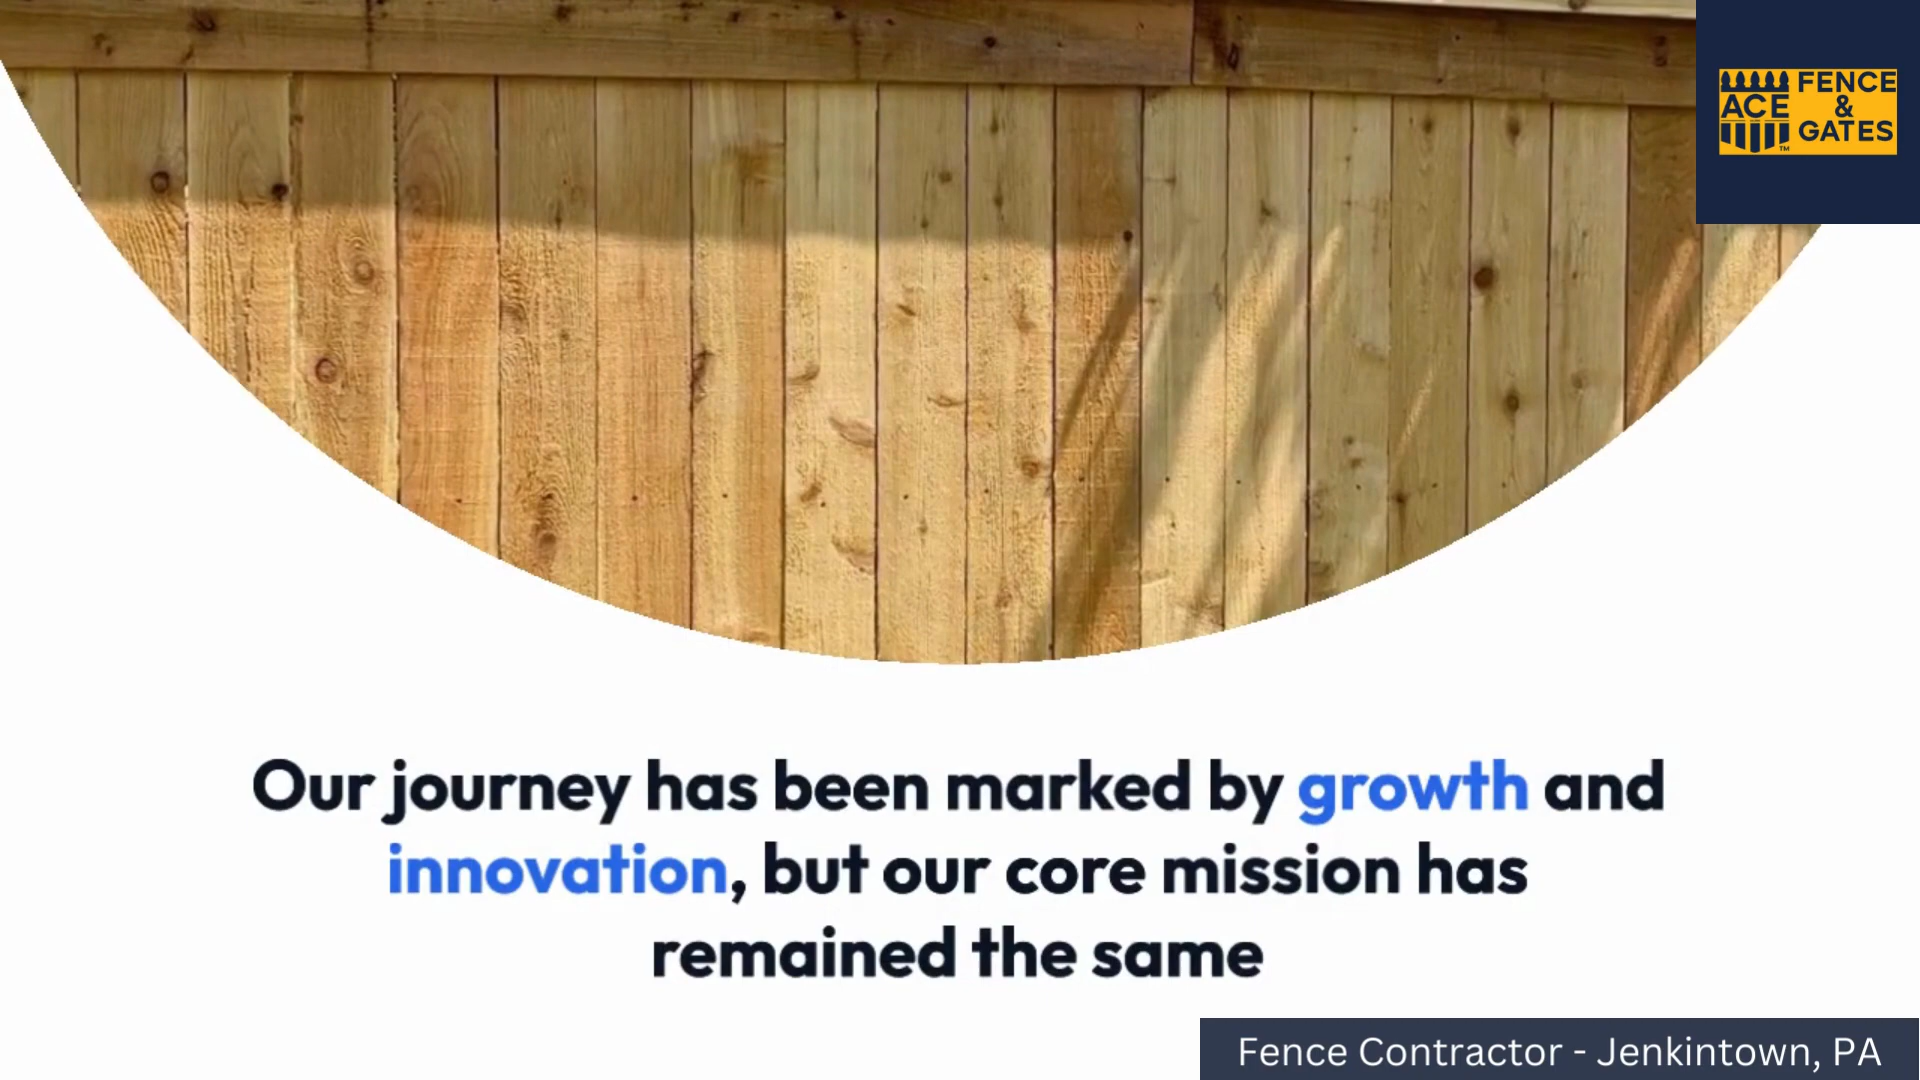 ACE
FENCE
&
GATES
TM
Our journey has been marked by growth and
innovation, but our core mission has
remained the same
Fence Contractor - Jenkintown, PA